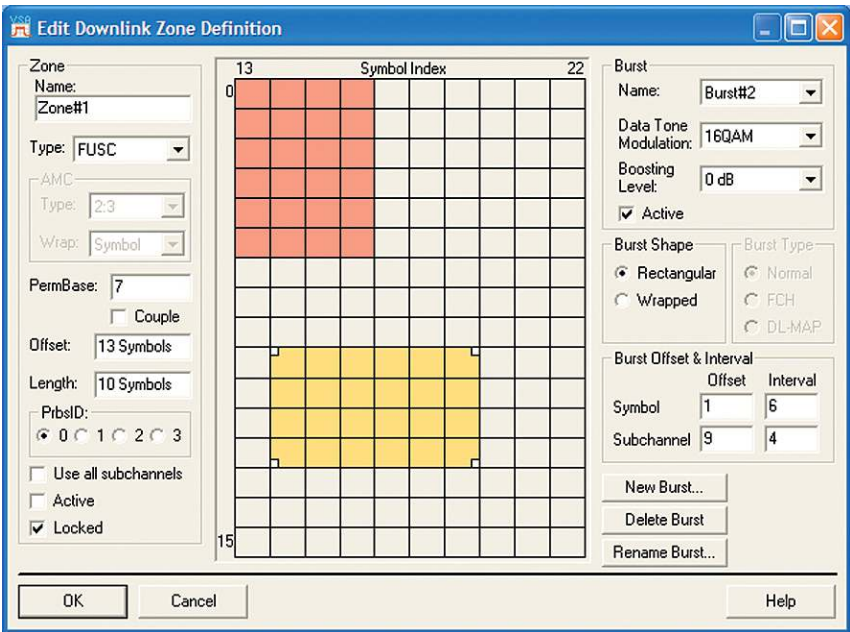 VSA
Edit Downlink Zone Definition
Zone
Name:
Zone#1
Type: FUSC
AMC
Type: 2:3
Wrap: Symbol
PermBase: 7
Couple
Offset: 13 Symbols
Length: 10 Symbols
PrbsID:
0 1 2 3
Use all subchannels
Active
Locked
13 Symbol Index 22
0
15
Burst
Name: Burst#2
Data Tone
Modulation: 16QAM
Boosting
Level: 0 dB
Active
Burst Shape
Rectangular
Wrapped
Burst Type
Normal
FCH
DL-MAP
Burst Offset & Interval
Offset Interval
Symbol 1 6
Subchannel 9 4
New Burst...
Delete Burst
Rename Burst...
OK Cancel Help